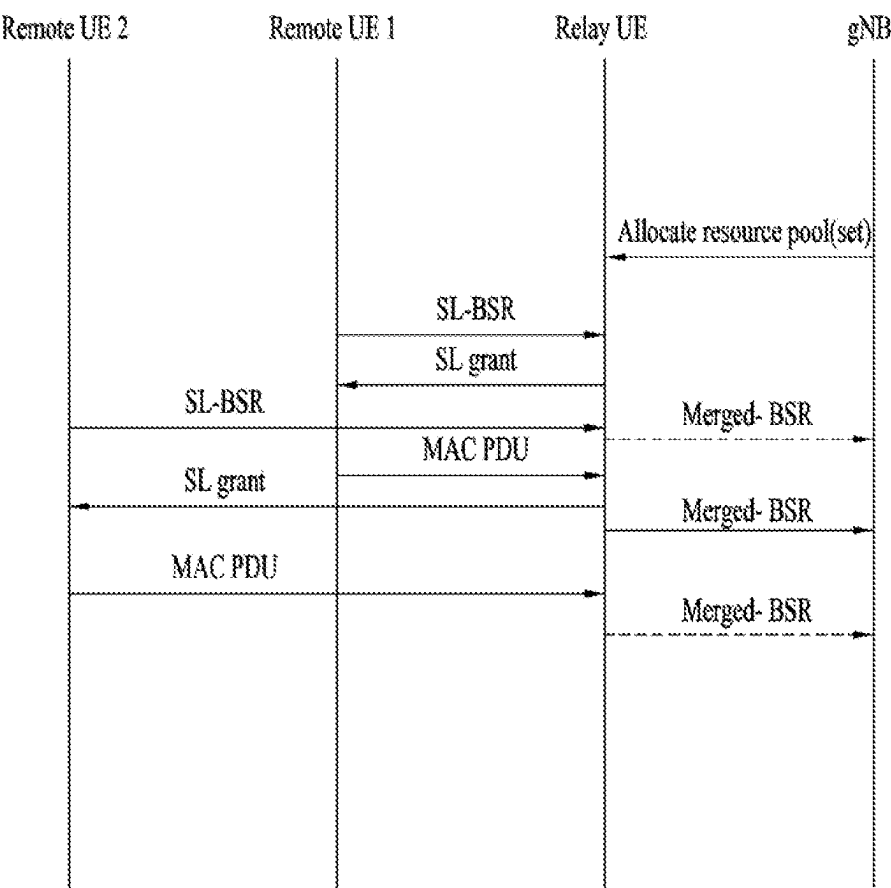 Remote UE 2
Remote UE 1
Relay UE
gNB
Allocate resource pool(set)
SL-BSR
SL grant
SL-BSR
Merged- BSR
MAC PDU
SL grant
Merged- BSR
MAC PDU
Merged- BSR